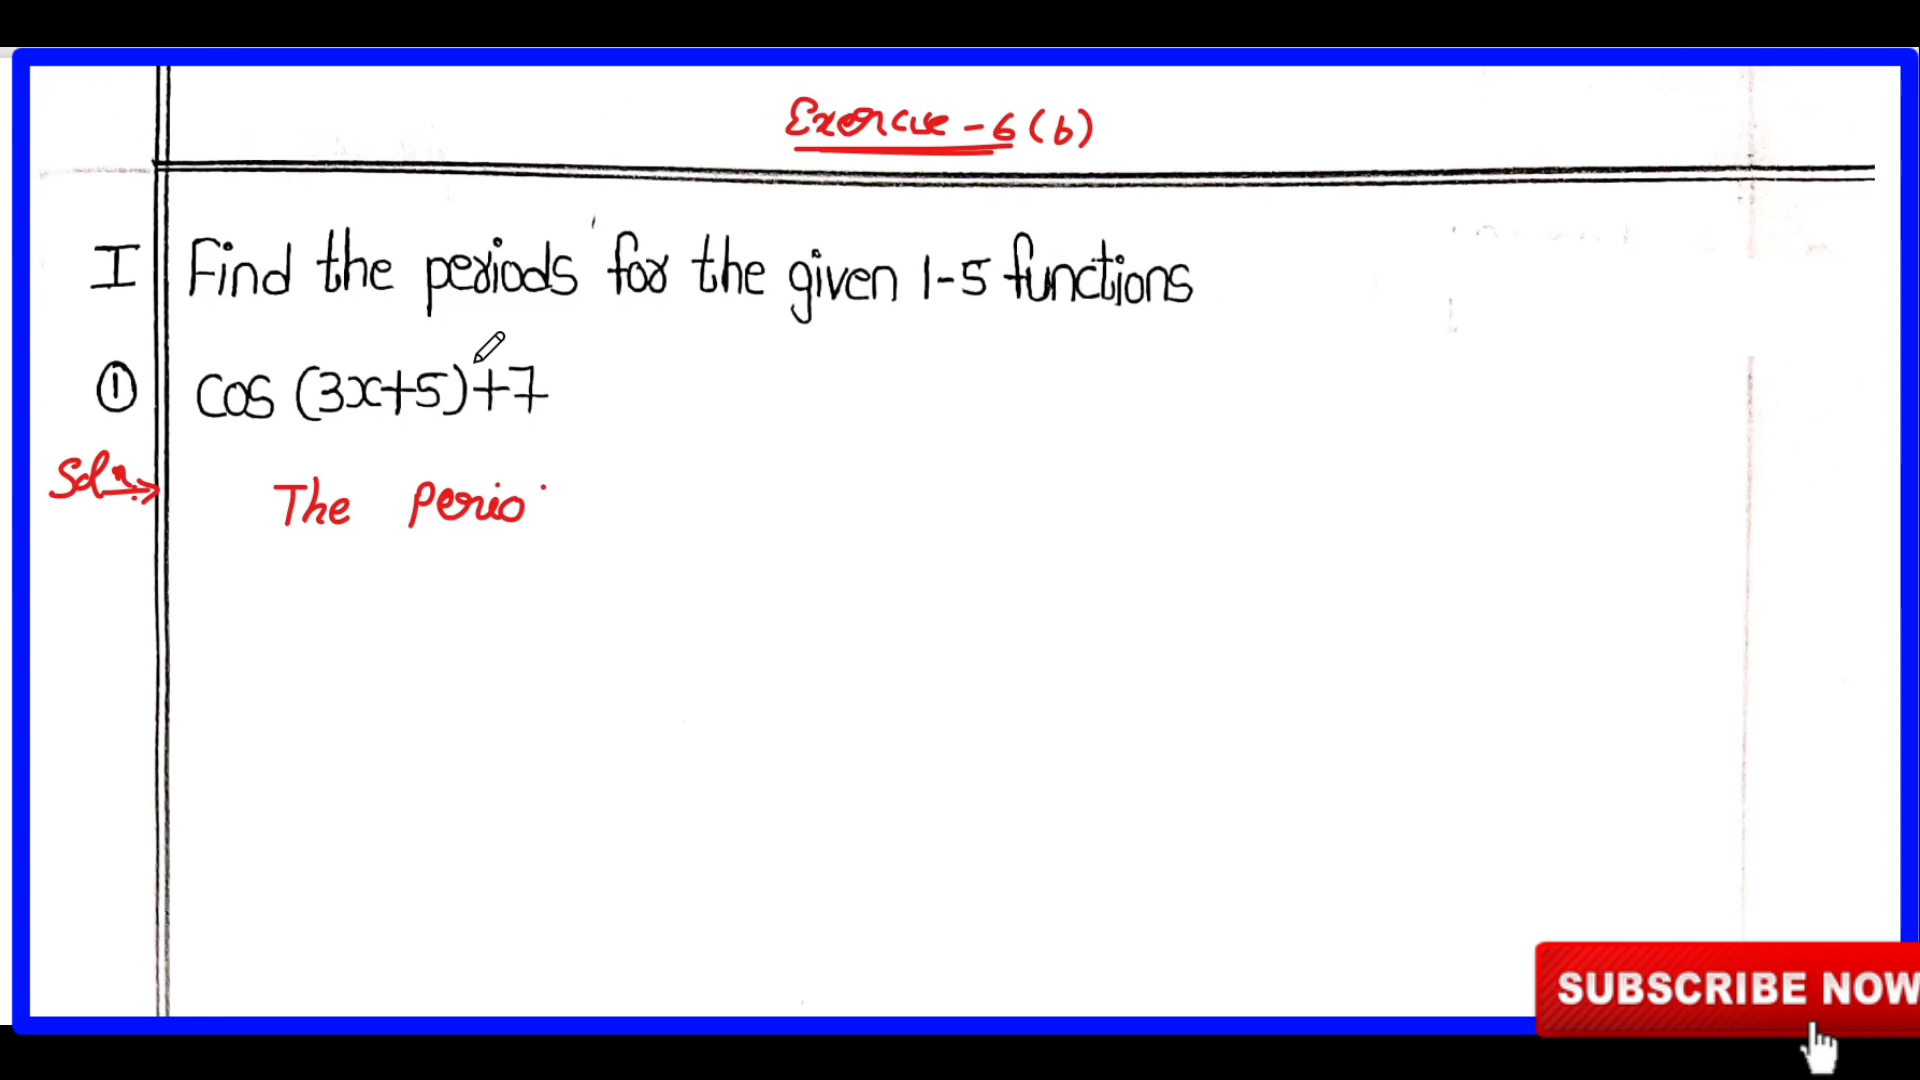 Exercise-6(b)
I Find the periods for the given 1-5 functions
① cos (3x+5)+7
Sol The Perio
SUBSCRIBE NOW